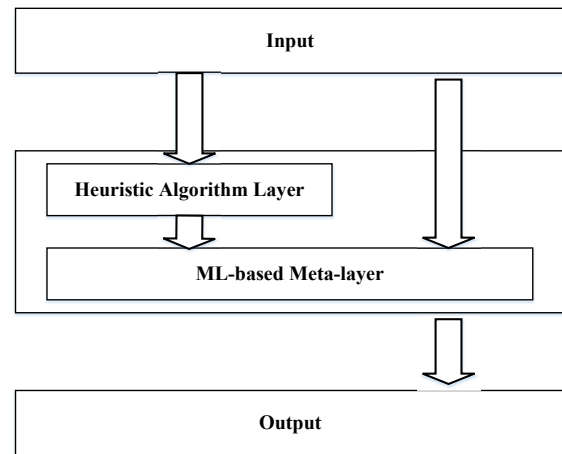 Input
Heuristic Algorithm Layer
ML-based Meta-layer
Output